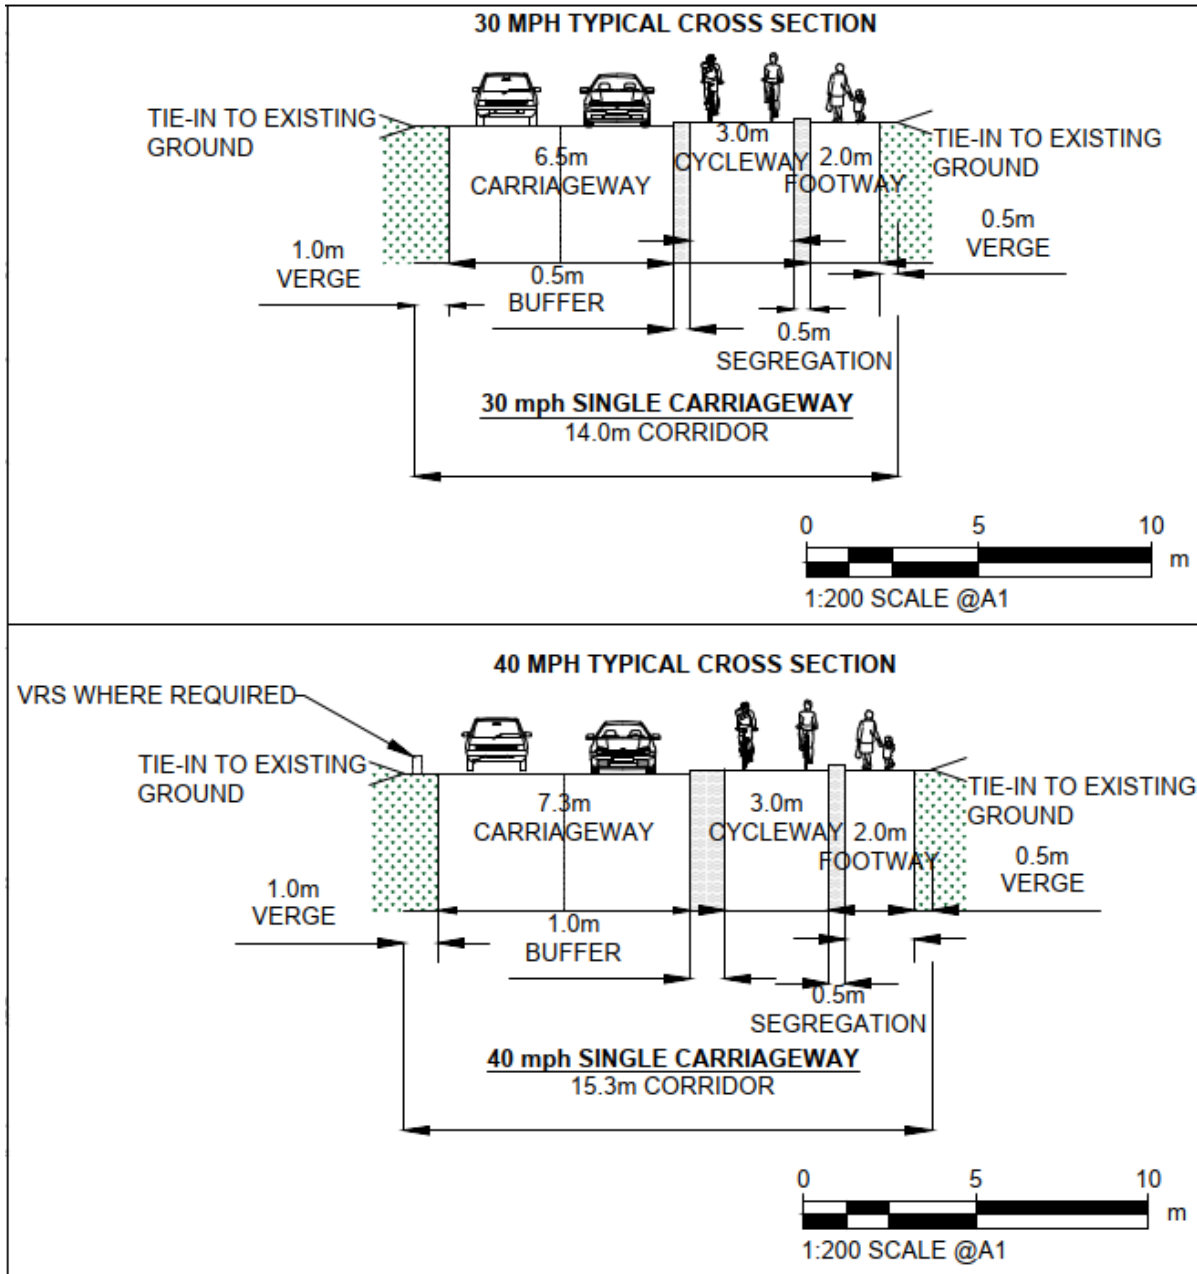 30 MPH TYPICAL CROSS SECTION
TIE-IN TO EXISTING
GROUND
6.5m
CARRIAGEWAY
3.0m
CYCLEWAY
2.0m
FOOTWAY
TIE-IN TO EXISTING
GROUND
1.0m
VERGE
0.5m
BUFFER
0.5m
VERGE
0.5m
SEGREGATION
30 mph SINGLE CARRIAGEWAY
14.0m CORRIDOR
0 5 10
m
1:200 SCALE @A1
40 MPH TYPICAL CROSS SECTION
VRS WHERE REQUIRED
TIE-IN TO EXISTING
GROUND
7.3m
CARRIAGEWAY
3.0m
CYCLEWAY
2.0m
FOOTWAY
TIE-IN TO EXISTING
GROUND
1.0m
VERGE
1.0m
BUFFER
0.5m
VERGE
0.5m
SEGREGATION
40 mph SINGLE CARRIAGEWAY
15.3m CORRIDOR
0 5 10
m
1:200 SCALE @A1